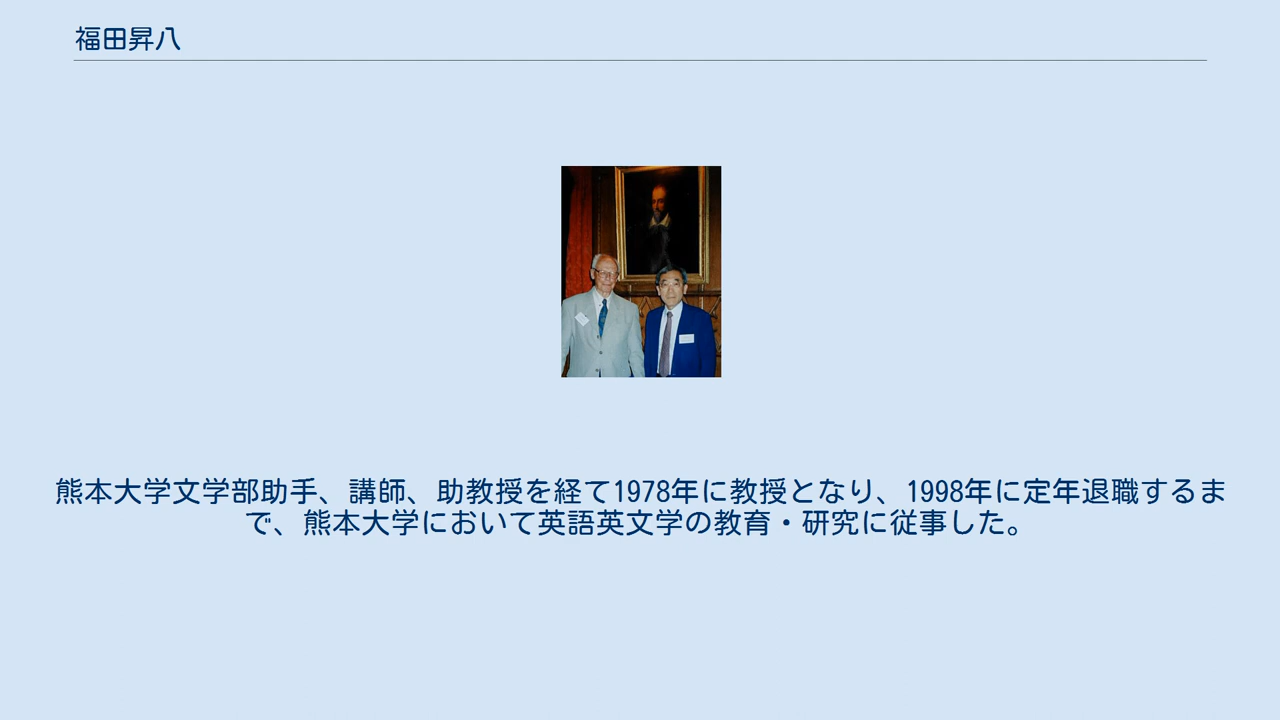 福田昇八
熊本大学文学部助手、講師、助教授を経て1978年に教授となり、1998年に定年退職するま
で、熊本大学において英語英文学の教育・研究に従事した。